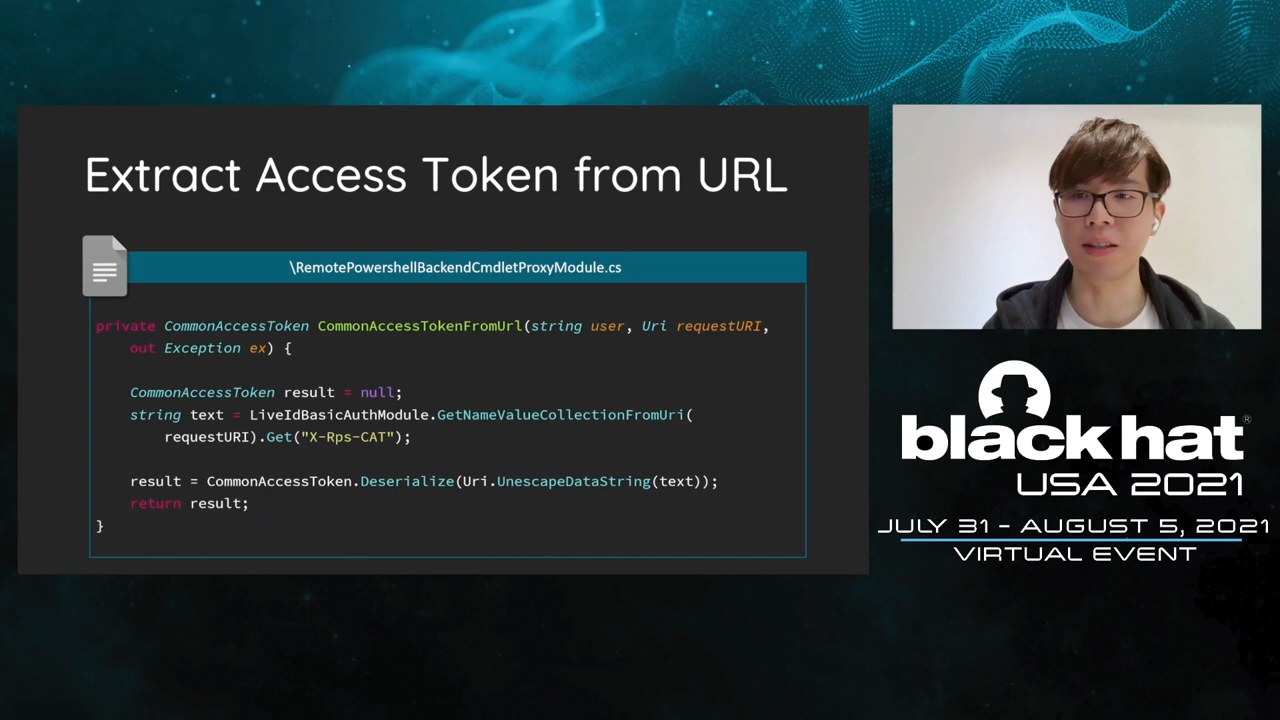 Extract Access Token from URL
\RemotePowershellBackendCmdletProxyModule.cs
private CommonAccessToken CommonAccessTokenFromUrl(string user, Uri requestURI,
out Exception ex) {
CommonAccessToken result = null;
string text = LiveIdBasicAuthModule.GetNameValueCollectionFromUri(
requestURI).Get("X-Rps-CAT");
result = CommonAccessToken.Deserialize(Uri.UnescapeDataString(text));
return result;
}
black hat®
USA 2021
JULY 31 - AUGUST 5, 2021
VIRTUAL EVENT